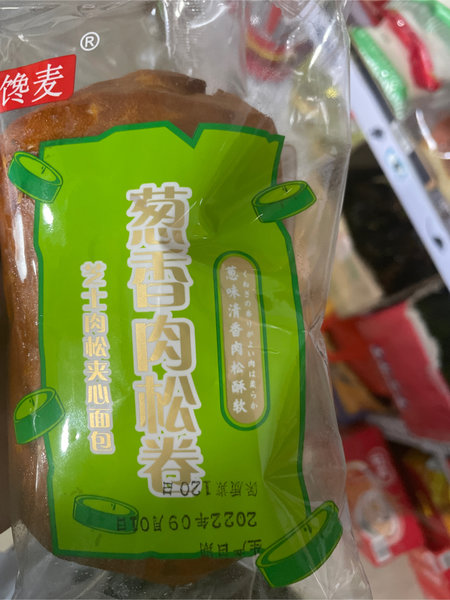 馋麦®
葱香肉松卷
芝士肉松夹心面包
葱味清香肉松酥软
生产日期
2022年09月01日
保质期120日